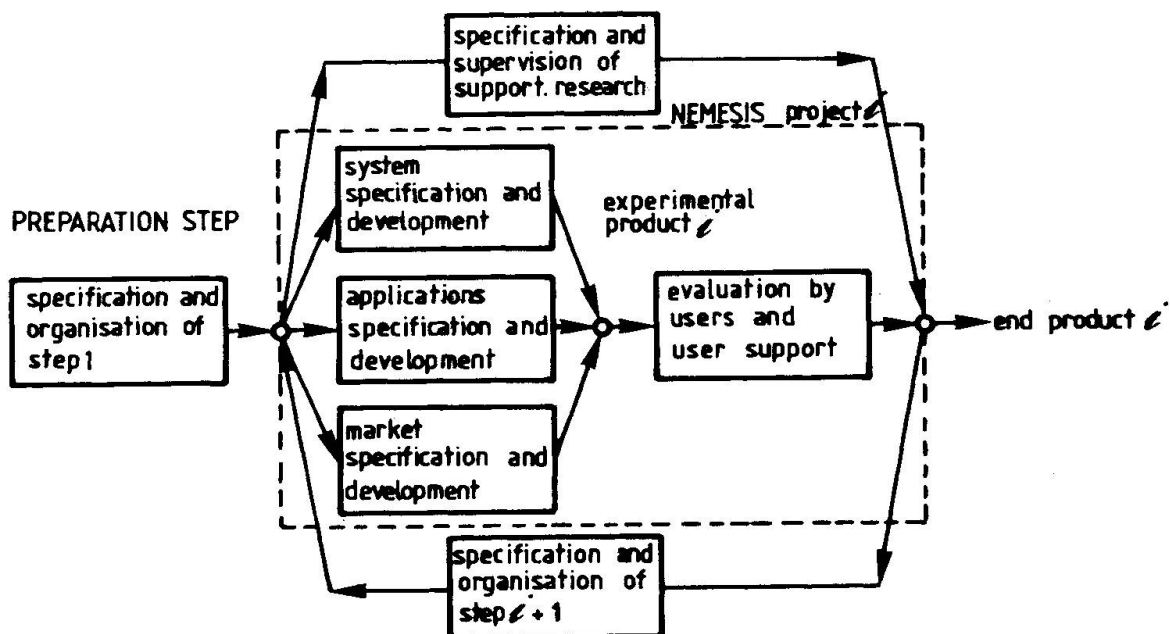 specification and
supervision of
support. research
NEMESIS project i
system
specification and
development
experimental
product i
PREPARATION STEP
specification and
organisation of
step 1
applications
specification and
development
evaluation by
users and
user support
end product i
market
specification and
development
specification and
organisation of
step i + 1